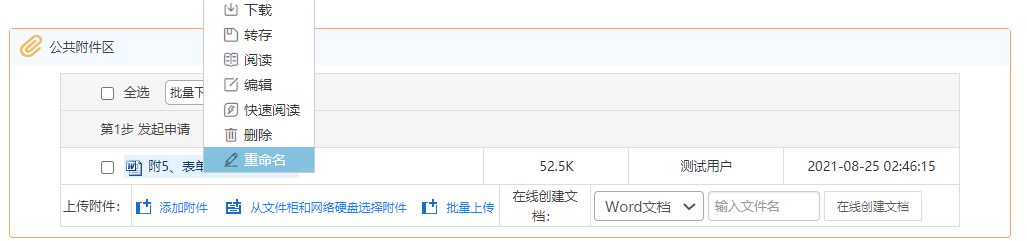 下载
转存
公共附件区
阅读
全选
批量下
编辑
快速阅读
第1步 发起申请
删除
重命名
附5、表单
52.5K
测试用户
2021-08-25 02:46:15
上传附件：
添加附件
从文件柜和网络硬盘选择附件
批量上传
在线创建文
档：
Word文档
输入文件名
在线创建文档